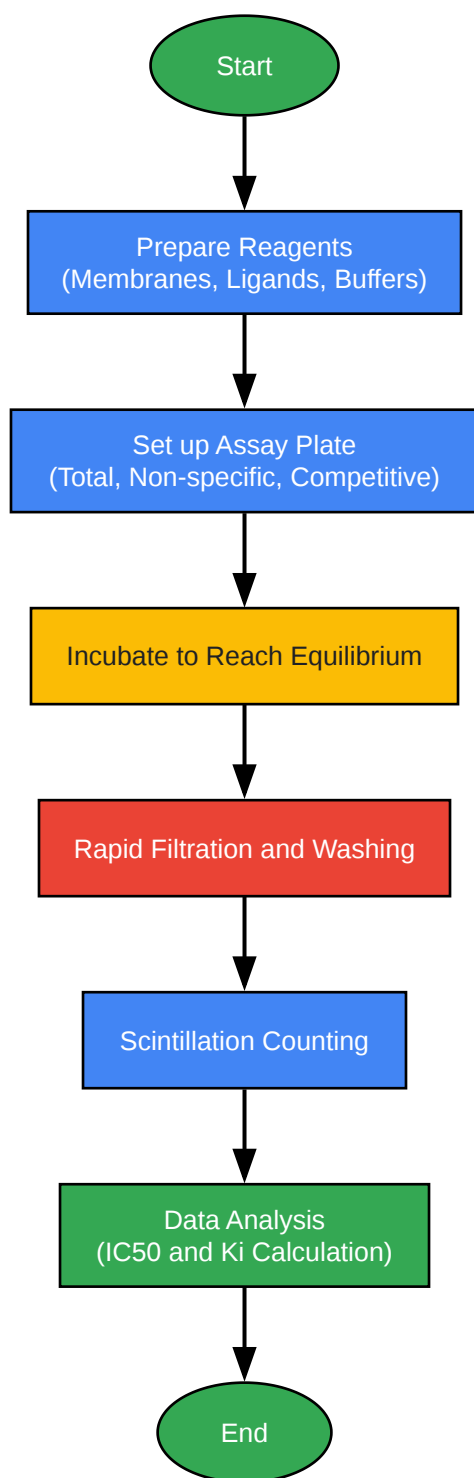 Start
Prepare Reagents
(Membranes, Ligands, Buffers)
Set up Assay Plate
(Total, Non-specific, Competitive)
Incubate to Reach Equilibrium
Rapid Filtration and Washing
Scintillation Counting
Data Analysis
(IC50 and Ki Calculation)
End